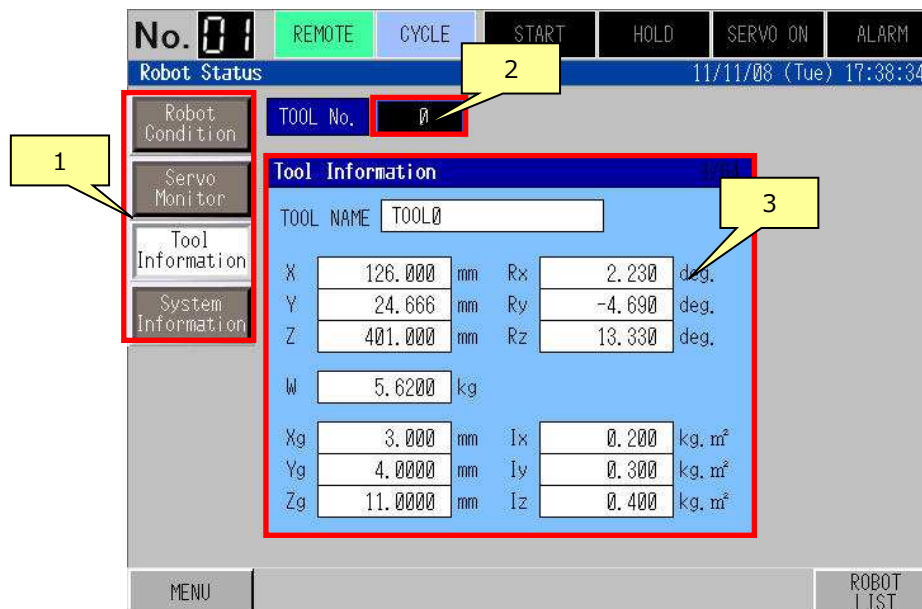 No. 01 REMOTE CYCLE START HOLD SERVO ON ALARM
Robot Status 11/11/08 (Tue) 17:38:34
2
Robot
Condition
TOOL No. 0
1
Servo
Monitor
Tool Information
3
TOOL NAME TOOL0
Tool
Information
X 126.000 mm Rx 2.230 deg.
Y 24.666 mm Ry -4.690 deg.
System
Information
Z 401.000 mm Rz 13.330 deg.
W 5.6200 kg
Xg 3.000 mm Ix 0.200 kg.m²
Yg 4.0000 mm Iy 0.300 kg.m²
Zg 11.0000 mm Iz 0.400 kg.m²
MENU
ROBOT
LIST